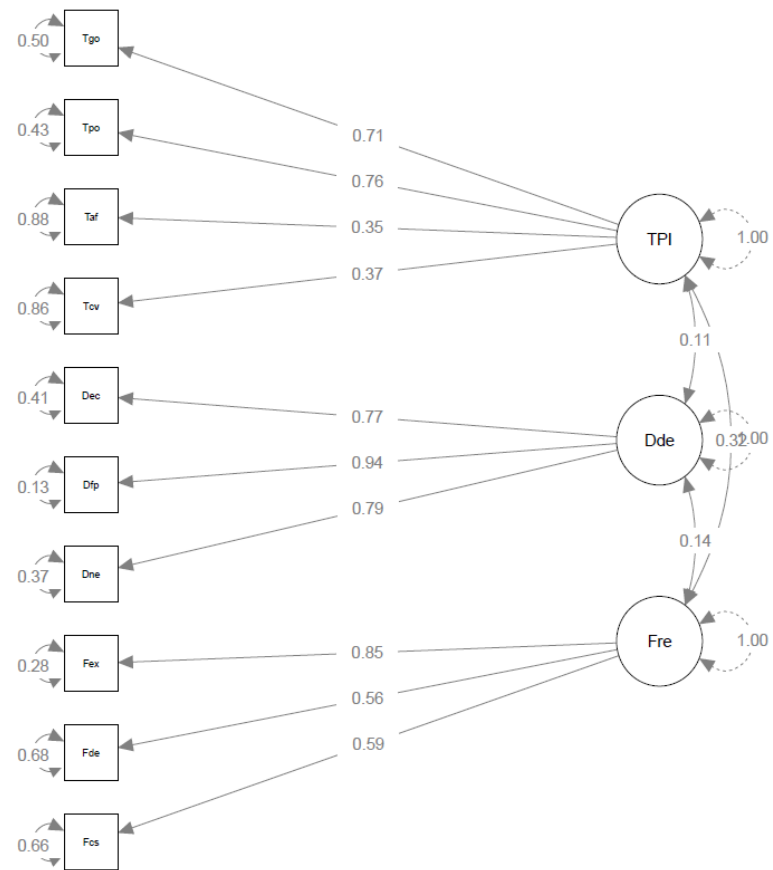 0.50 Tgo
0.71
0.43 Tpo
0.76
0.88 Taf
0.35
TPI 1.00
0.37
0.86 Tcv
0.11
0.41 Dec
0.77
Dde 0.32 1.00
0.94
0.13 Dfp
0.79
0.14
0.37 Dne
Fre 1.00
0.85
0.28 Fex
0.56
0.68 Fde
0.59
0.66 Fcs